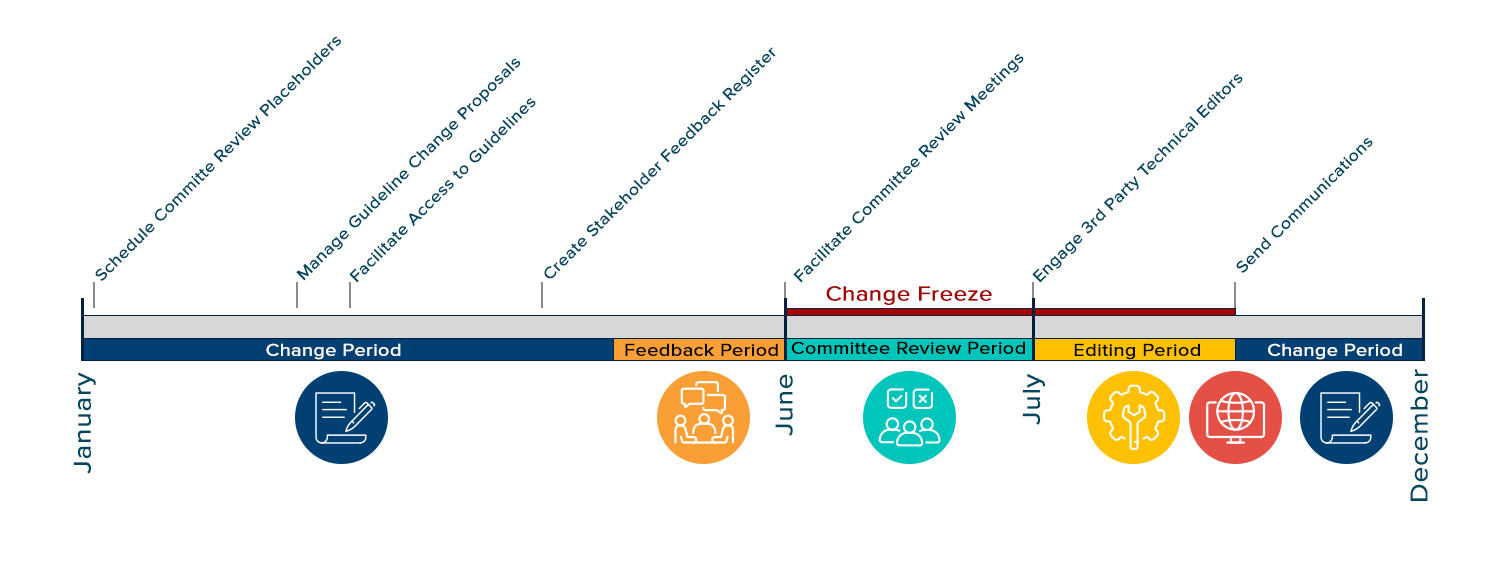 Schedule Committe Review Placeholders
Manage Guideline Change Proposals
Facilitate Access to Guidelines
Create Stakeholder Feedback Register
Facilitate Committee Review Meetings
Engage 3rd Party Technical Editors
Send Communications
Change Freeze
Change Period
Feedback Period
Committee Review Period
Editing Period
Change Period
January
June
July
December